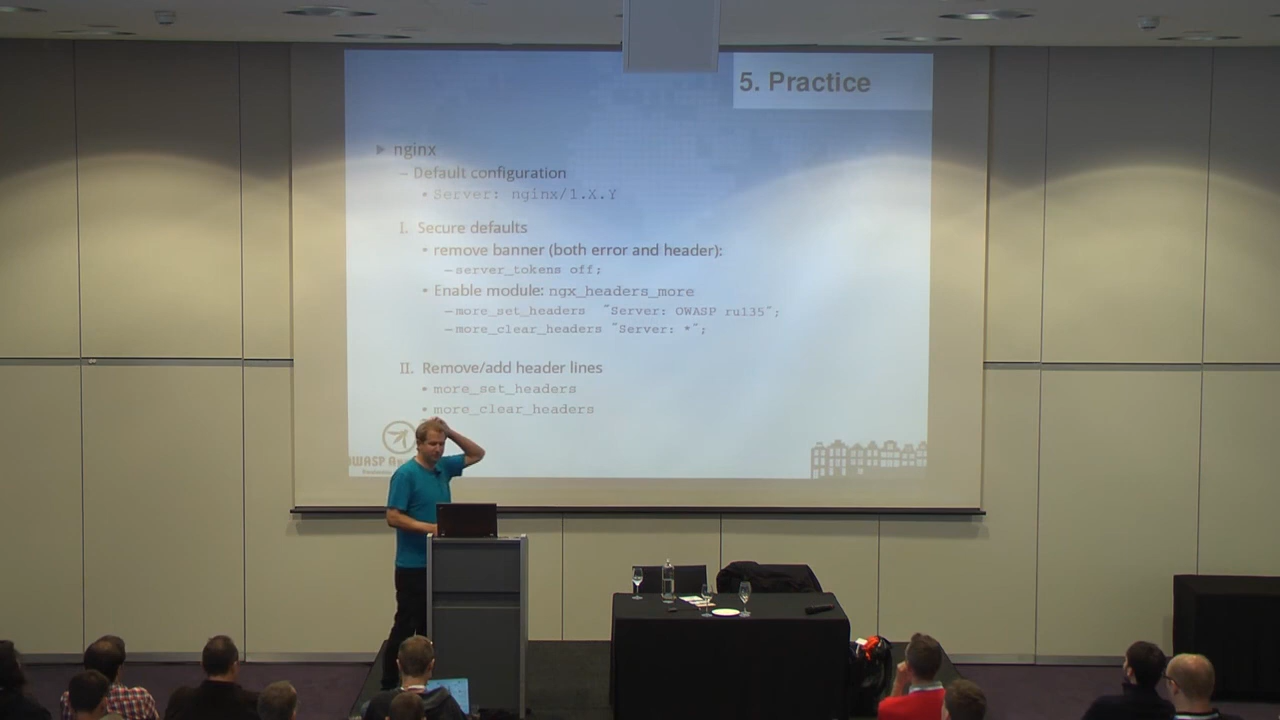 5. Practice
▶ nginx
– Default configuration
▪ Server: nginx/1.X.Y
I. Secure defaults
▪ remove banner (both error and header):
–server_tokens off;
▪ Enable module: ngx_headers_more
–more_set_headers "Server: OWASP ru135";
–more_clear_headers "Server: *";
II. Remove/add header lines
▪ more_set_headers
▪ more_clear_headers
OWASP